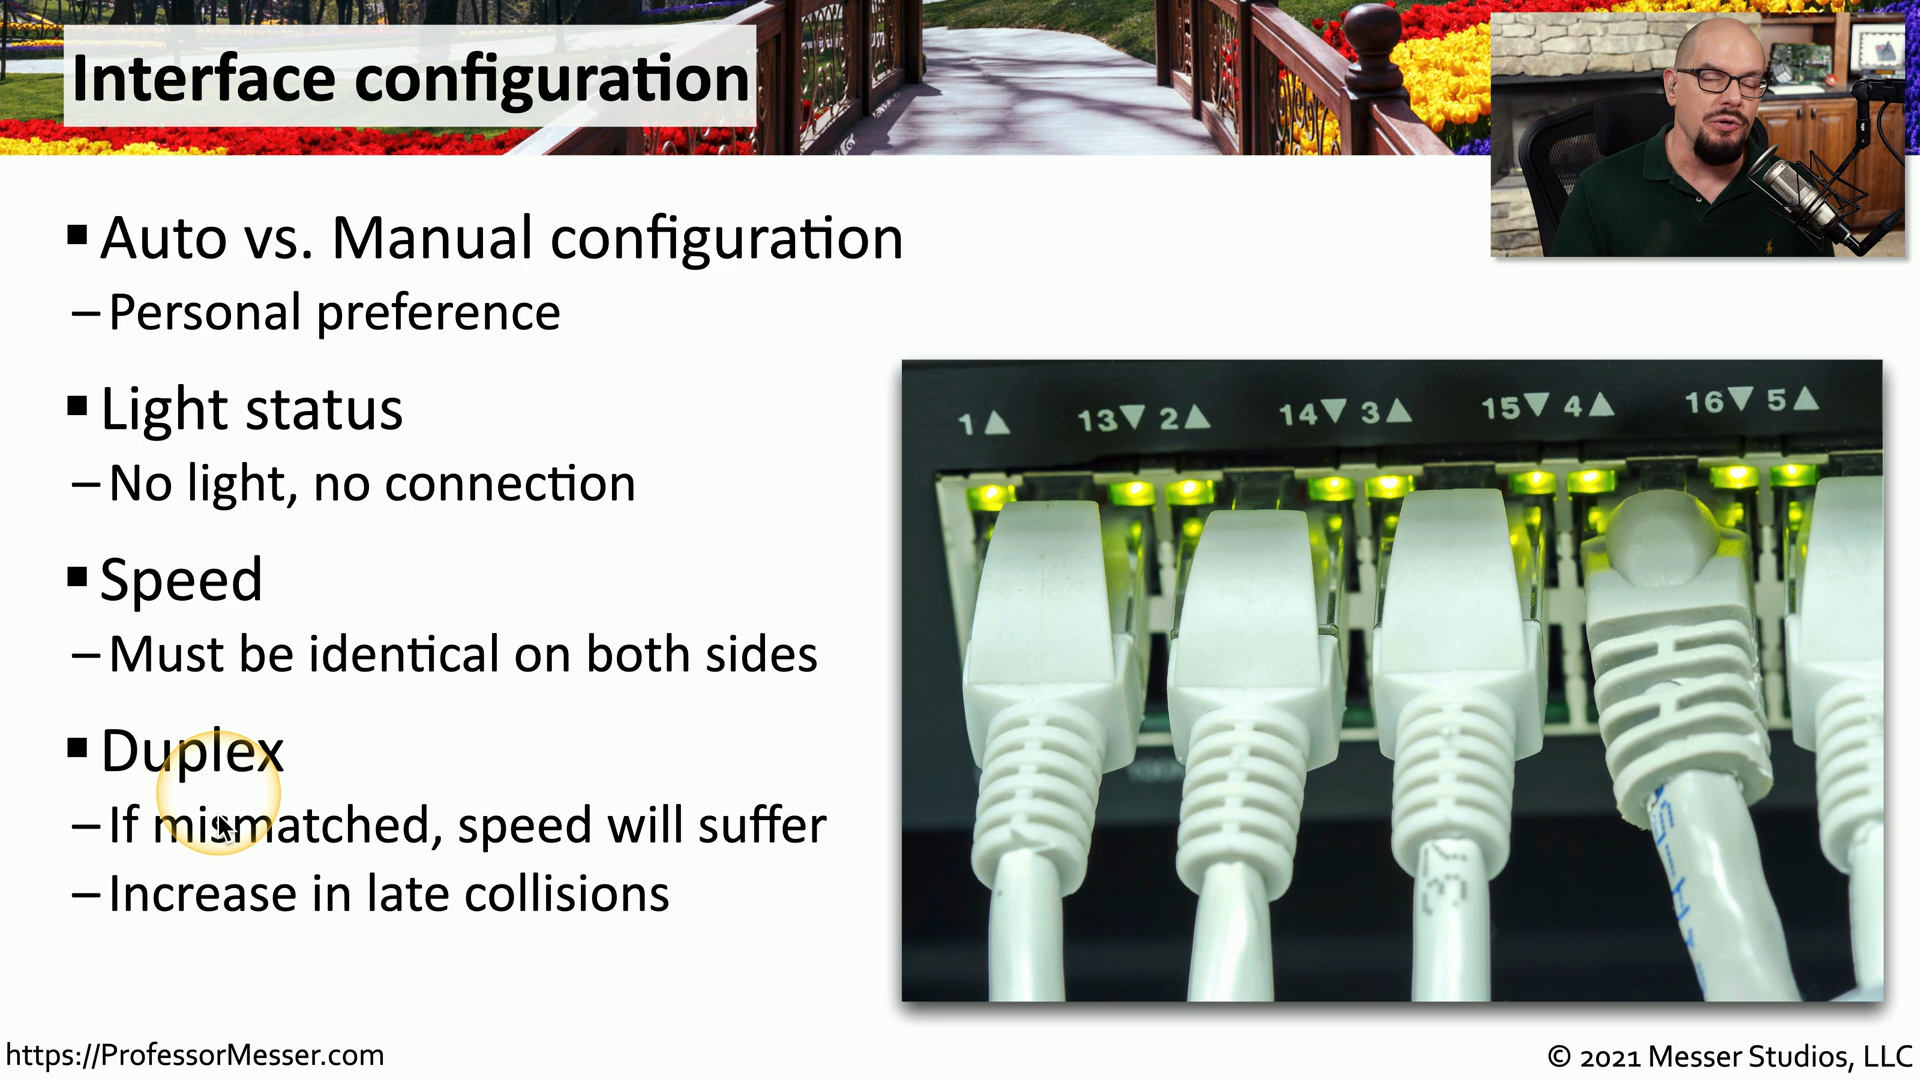 Interface configuration
▪ Auto vs. Manual configuration
– Personal preference
▪ Light status
– No light, no connection
▪ Speed
– Must be identical on both sides
▪ Duplex
– If mismatched, speed will suffer
– Increase in late collisions
1▲ 13▼ 2▲ 14▼ 3▲ 15▼ 4▲ 16▼ 5▲
https://ProfessorMesser.com
© 2021 Messer Studios, LLC